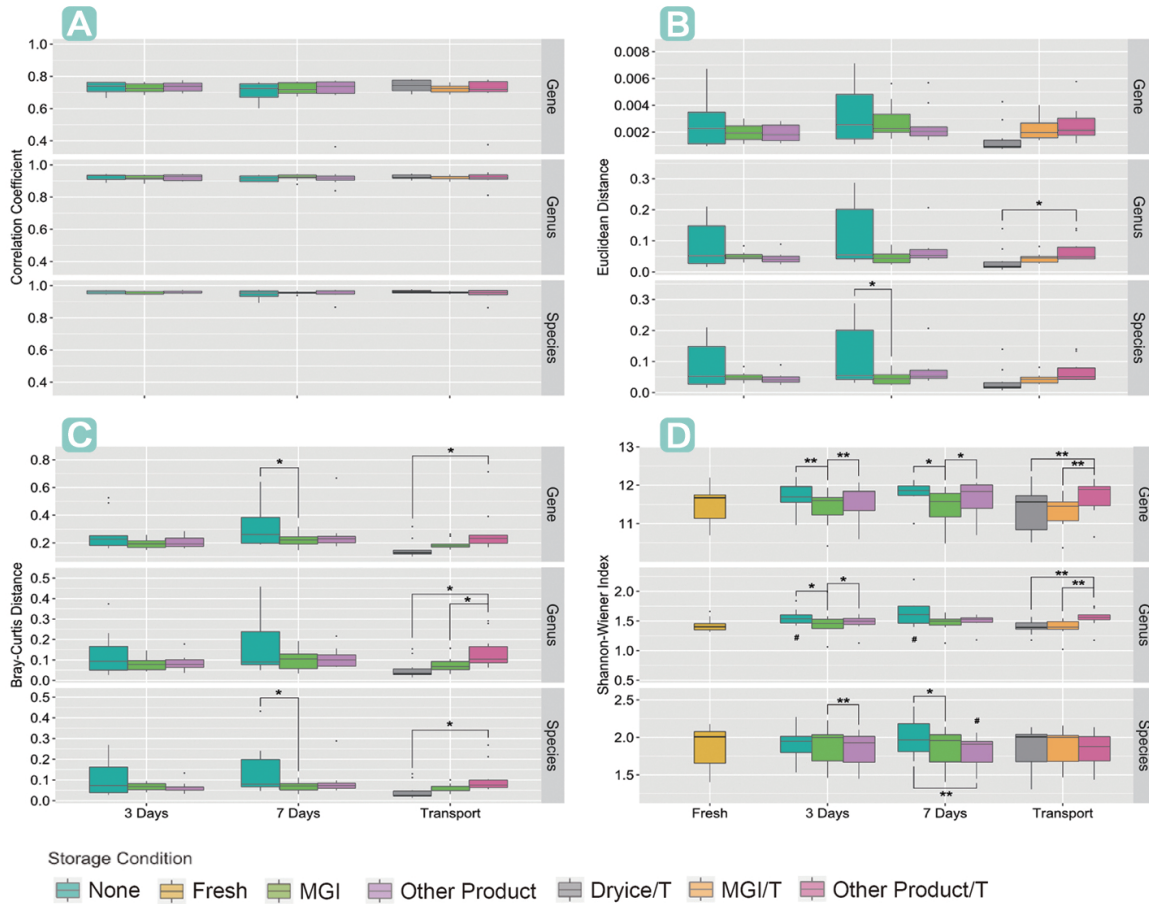 A
Correlation Coefficient
1.0
0.8
0.6
0.4
Gene
1.0
0.8
0.6
0.4
Genus
1.0
0.8
0.6
0.4
Species
B
Euclidean Distance
0.008
0.006
0.004
0.002
Gene
0.3
0.2
0.1
0.0
*
Genus
0.3
0.2
0.1
0.0
*
Species
C
Bray-Curtis Distance
0.8
0.6
0.4
0.2
* *
Gene
0.5
0.4
0.3
0.2
0.1
0.0
*
*
Genus
0.5
0.4
0.3
0.2
0.1
0.0
*
*
Species
3 Days 7 Days Transport
D
Shannon-Wiener Index
13
12
11
** ** * * ** **
Gene
2.0
1.5
1.0
0.5
* * ** **
# #
Genus
2.5
2.0
1.5
** * #
**
Species
Fresh 3 Days 7 Days Transport
Storage Condition
None Fresh MGI Other Product Dryice/T MGI/T Other Product/T